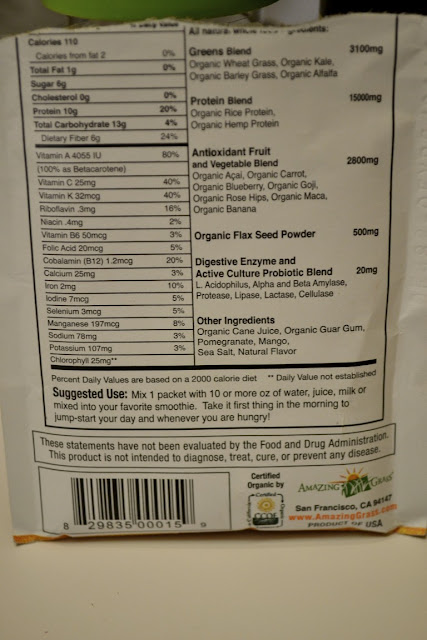 % Daily Value
Calories 110
Calories from fat 2 0%
Total Fat 1g 0%
Sugar 6g
Cholesterol 0g 0%
Protein 10g 20%
Total Carbohydrate 13g 4%
Dietary Fiber 6g 24%
Vitamin A 4055 IU 80%
(100% as Betacarotene)
Vitamin C 25mg 40%
Vitamin K 32mcg 40%
Riboflavin .3mg 16%
Niacin .4mg 2%
Vitamin B6 50mcg 3%
Folic Acid 20mcg 5%
Cobalamin (B12) 1.2mcg 20%
Calcium 25mg 3%
Iron 2mg 10%
Iodine 7mcg 5%
Selenium 3mcg 5%
Manganese 197mcg 8%
Sodium 78mg 3%
Potassium 107mg 3%
Chlorophyll 25mg**
All natural, whole food ingredients:
Greens Blend 3100mg
Organic Wheat Grass, Organic Kale,
Organic Barley Grass, Organic Alfalfa
Protein Blend 15000mg
Organic Rice Protein,
Organic Hemp Protein
Antioxidant Fruit
and Vegetable Blend 2800mg
Organic Açai, Organic Carrot,
Organic Blueberry, Organic Goji,
Organic Rose Hips, Organic Maca,
Organic Banana
Organic Flax Seed Powder 500mg
Digestive Enzyme and
Active Culture Probiotic Blend 20mg
L. Acidophilus, Alpha and Beta Amylase,
Protease, Lipase, Lactase, Cellulase
Other Ingredients
Organic Cane Juice, Organic Guar Gum,
Pomegranate, Mango,
Sea Salt, Natural Flavor
Percent Daily Values are based on a 2000 calorie diet ** Daily Value not established
Suggested Use: Mix 1 packet with 10 or more oz of water, juice, milk or
mixed into your favorite smoothie. Take it first thing in the morning to
jump-start your day and whenever you are hungry!
These statements have not been evaluated by the Food and Drug Administration.
This product is not intended to diagnose, treat, cure, or prevent any disease.
8 29835 00015 9
Certified
Organic by
Certified
CCOF
AMAZING GRASS
San Francisco, CA 94147
www.AmazingGrass.com
PRODUCT OF USA